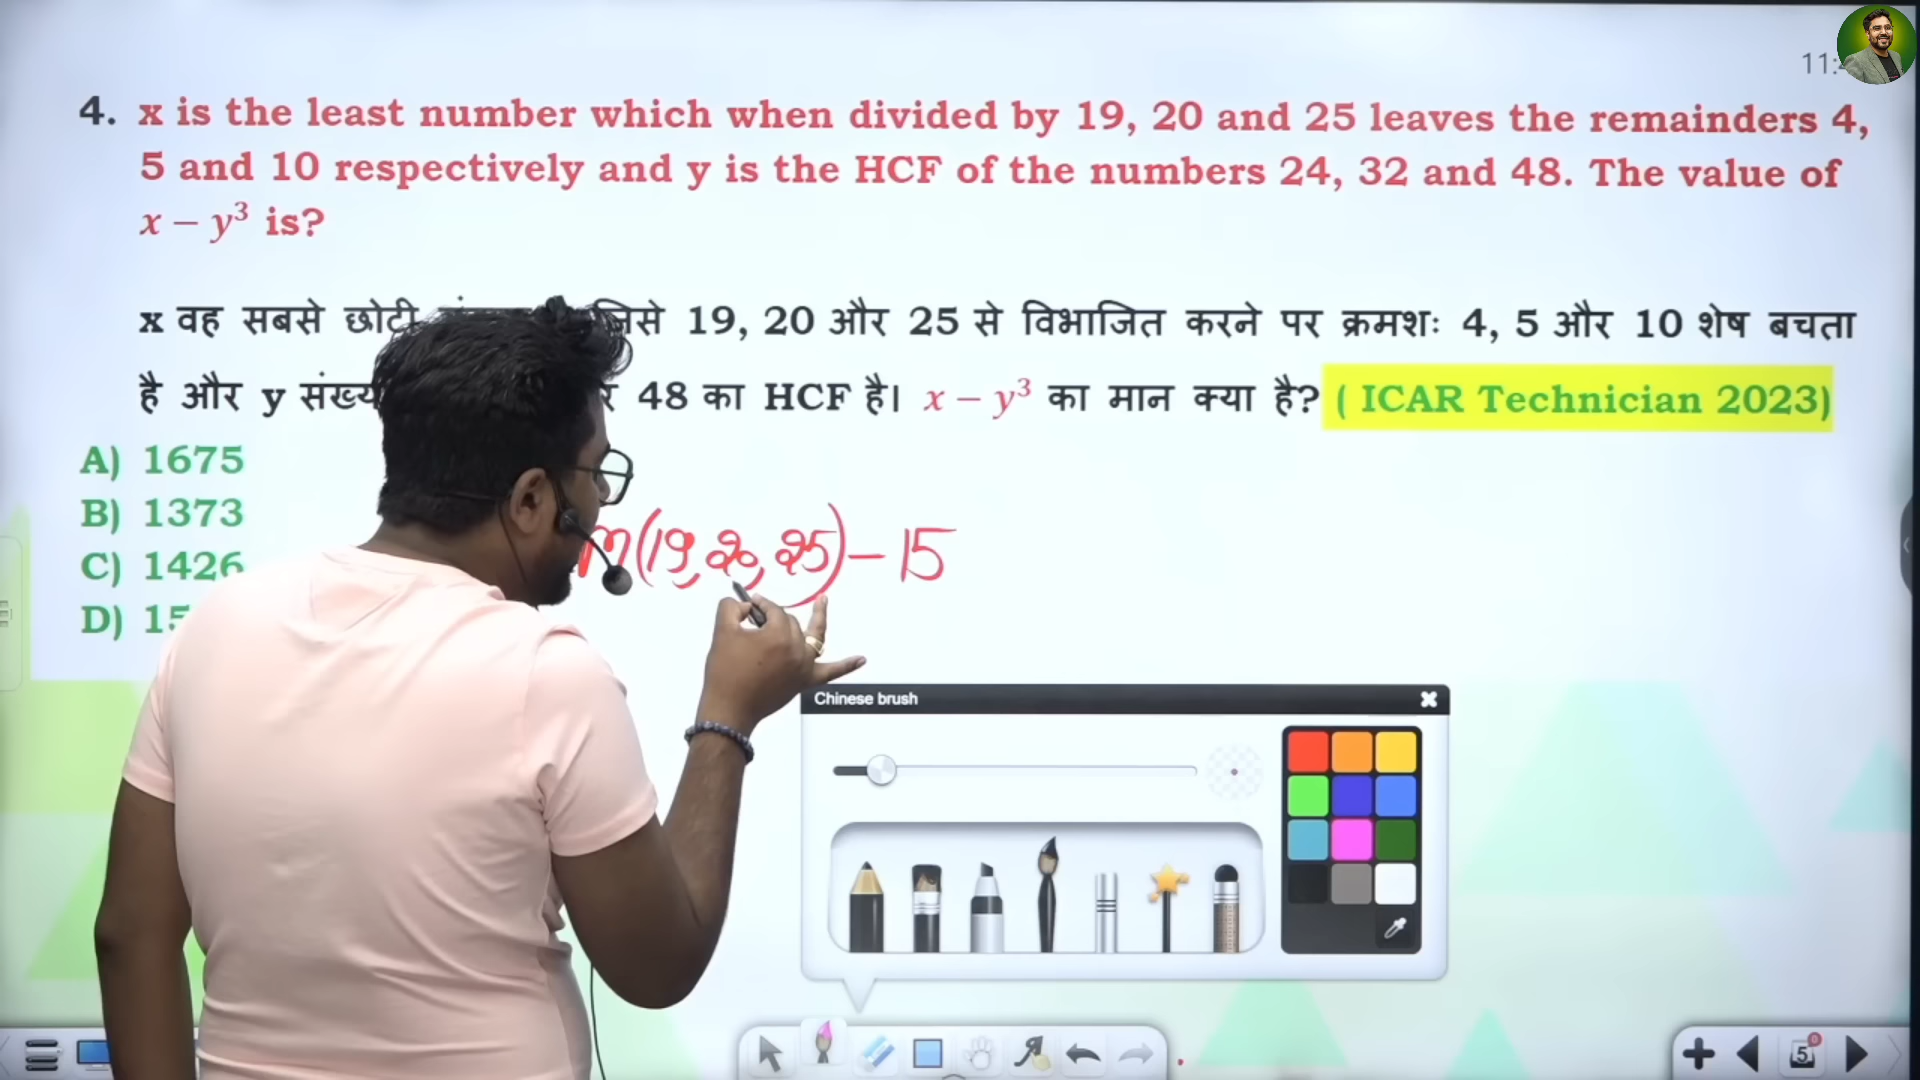 11:
4. x is the least number which when divided by 19, 20 and 25 leaves the remainders 4,
5 and 10 respectively and y is the HCF of the numbers 24, 32 and 48. The value of
x – y³ is?
x वह सबसे छोटी जिसे 19, 20 और 25 से विभाजित करने पर क्रमशः 4, 5 और 10 शेष बचता
है और y 48 का HCF है। x – y³ का मान क्या है? ( ICAR Technician 2023)
A) 1675
B) 1373
C) 1426
D)
(19, 20, 25) – 15
Chinese brush
5